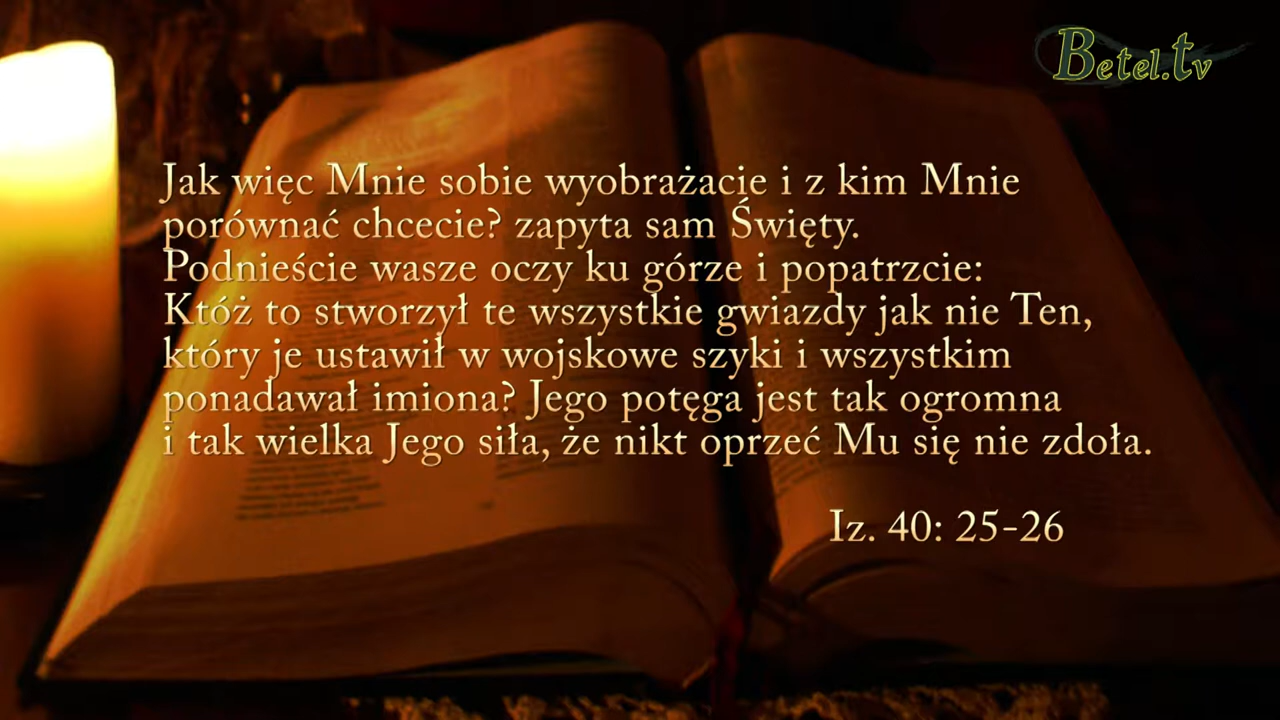 Betel.tv
Jak więc Mnie sobie wyobrażacie i z kim Mnie
porównać chcecie? zapyta sam Święty.
Podnieście wasze oczy ku górze i popatrzcie:
Któż to stworzył te wszystkie gwiazdy jak nie Ten,
który je ustawił w wojskowe szyki i wszystkim
ponadawał imiona? Jego potęga jest tak ogromna
i tak wielka Jego siła, że nikt oprzeć Mu się nie zdoła.
Iz. 40: 25-26